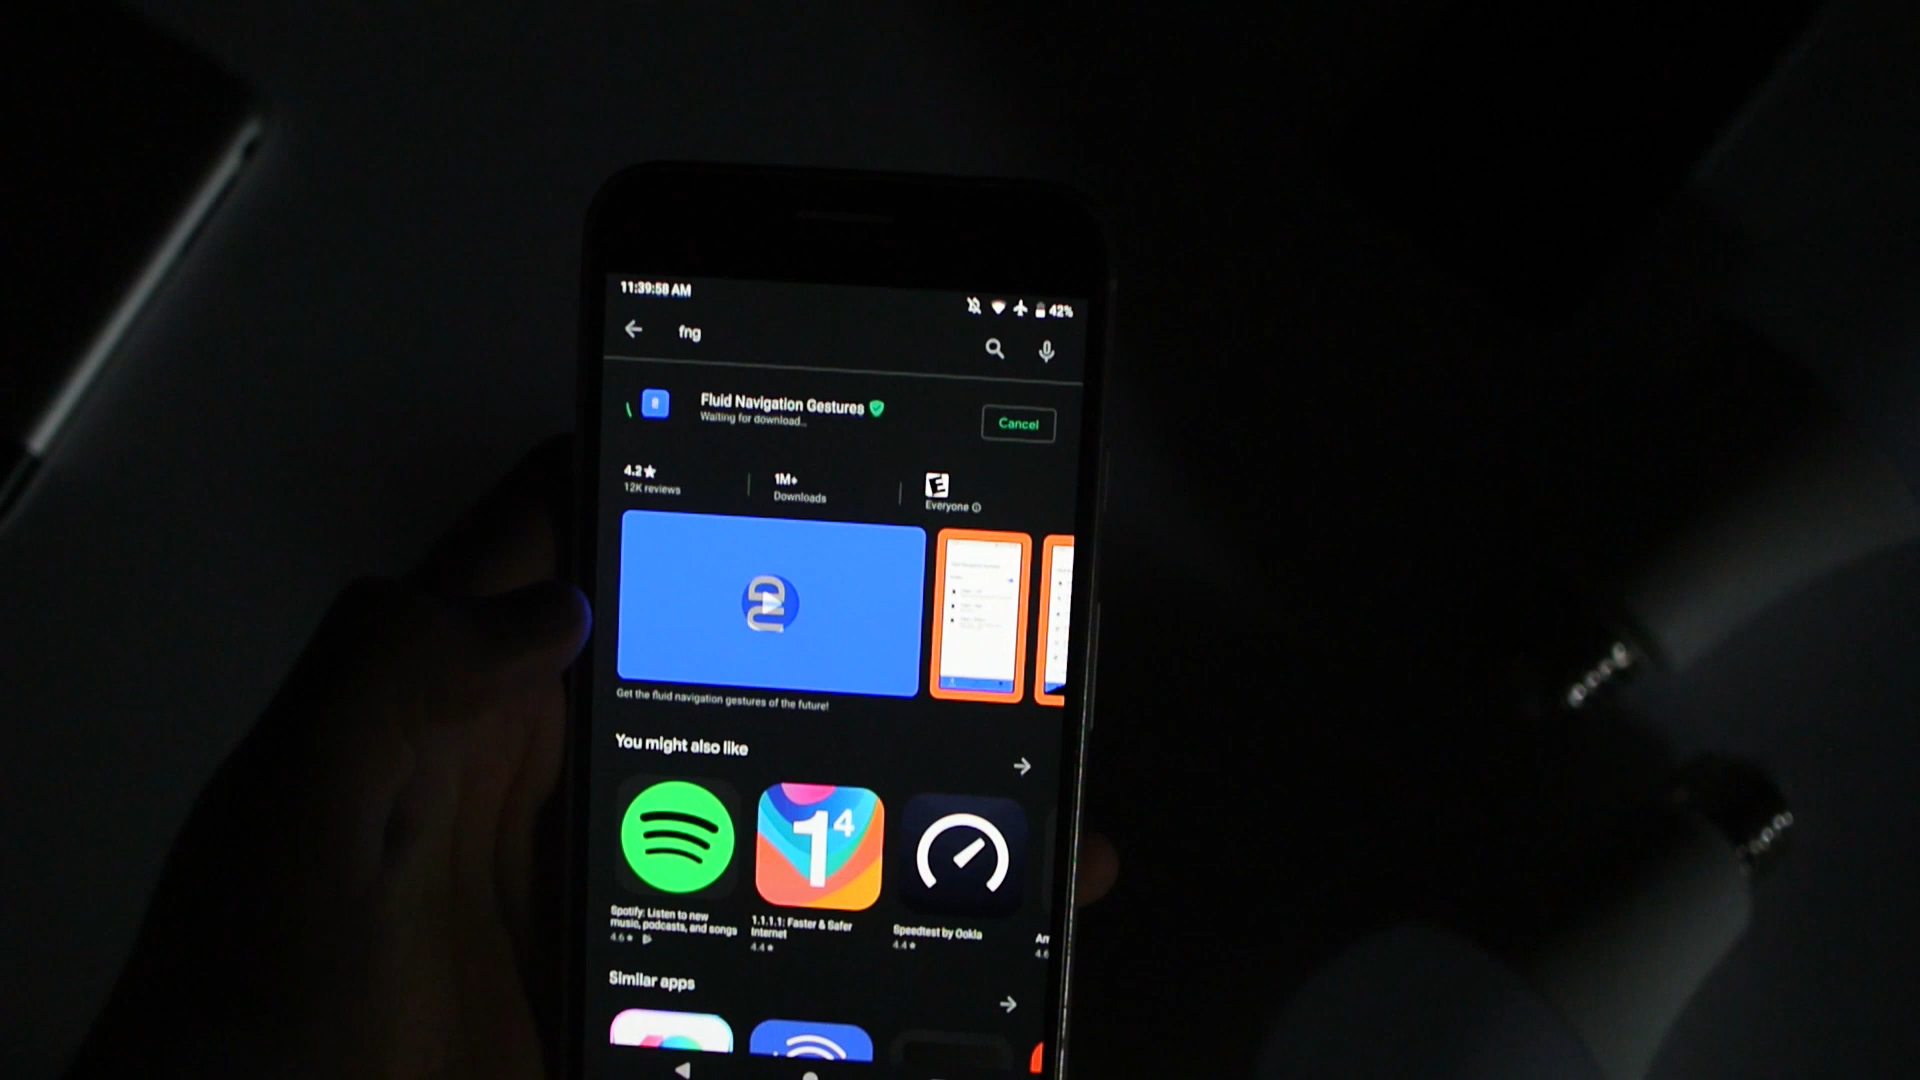 11:39:58 AM
42%
fng
Fluid Navigation Gestures
Waiting for download...
Cancel
4.2★
12K reviews
1M+
Downloads
E
Everyone
Get the fluid navigation gestures of the future!
You might also like
1⁴
Spotify: Listen to new
music, podcasts, and songs
4.6★
1.1.1.1: Faster & Safer
Internet
4.4★
Speedtest by Ookla
4.4★
4.6
Similar apps